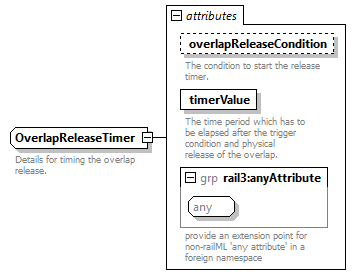 attributes
overlapReleaseCondition
The condition to start the release
timer.
timerValue
The time period which has to
be elapsed after the trigger
condition and physical
release of the overlap.
OverlapReleaseTimer
Details for timing the overlap
release.
grp rail3:anyAttribute
any
provide an extension point for
non-railML 'any attribute' in a
foreign namespace